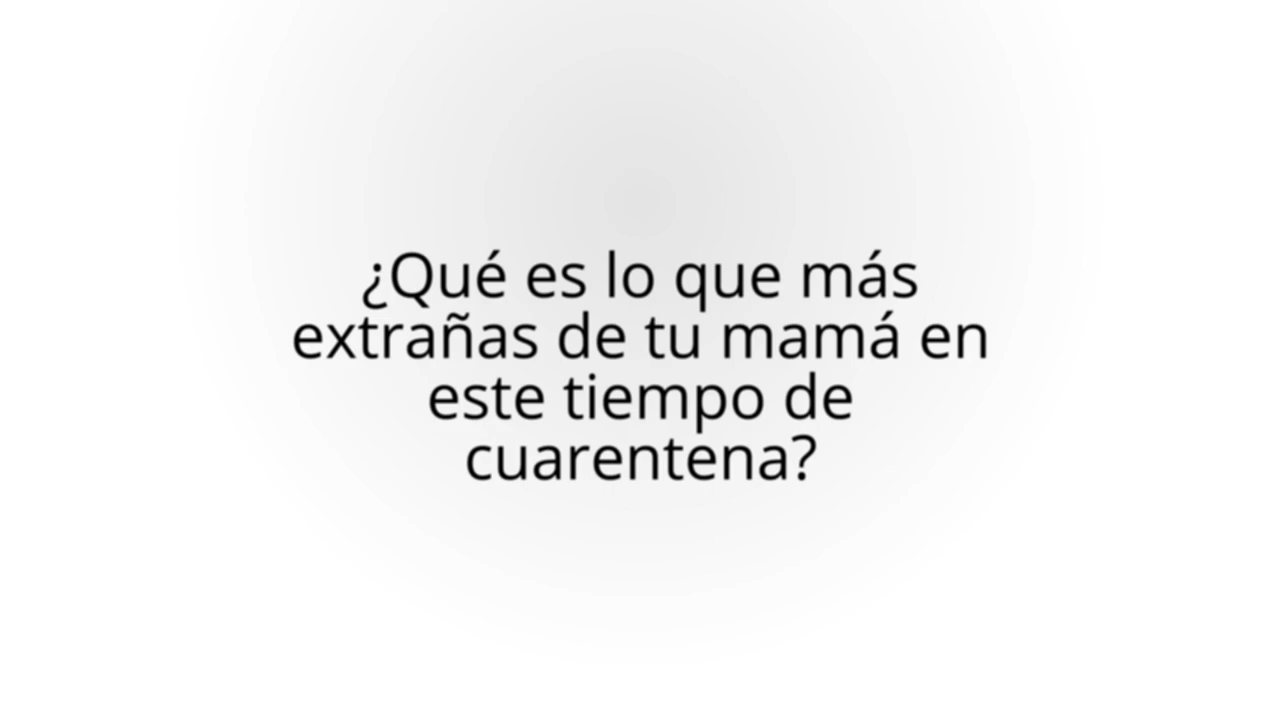 ¿Qué es lo que más
extrañas de tu mamá en
este tiempo de
cuarentena?